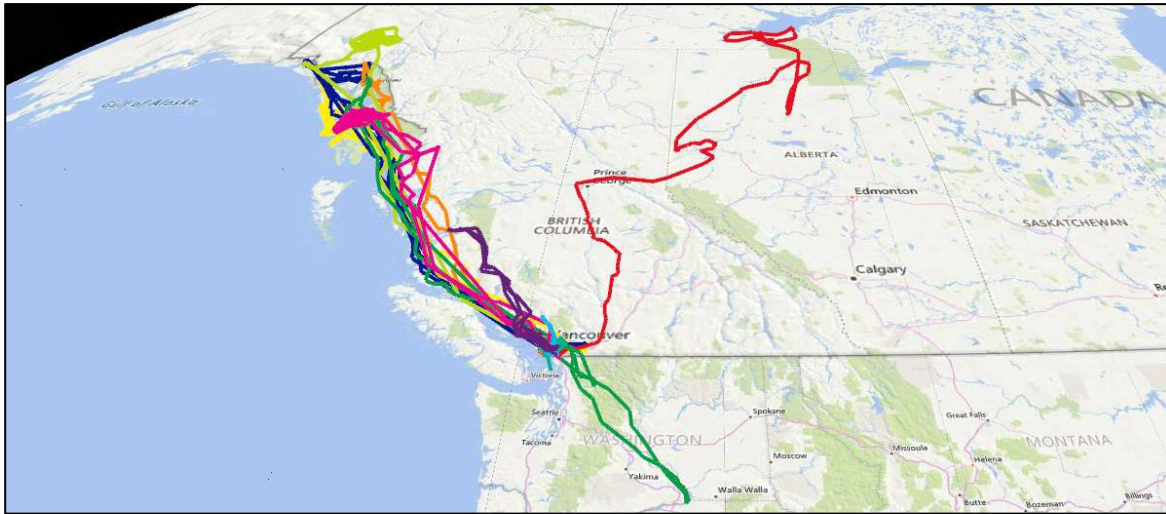 Gulf of Alaska
CANADA
ALBERTA
Prince
George
Edmonton
BRITISH
COLUMBIA
SASKATCHEWAN
Calgary
Re
Vancouver
Victoria
Seattle
Great Falls
Spokane
Tacoma
WASHINGTON
MONTANA
Missoula
Moscow
Helena
Yakima
Walla Walla
Butte
Bozeman
Billings